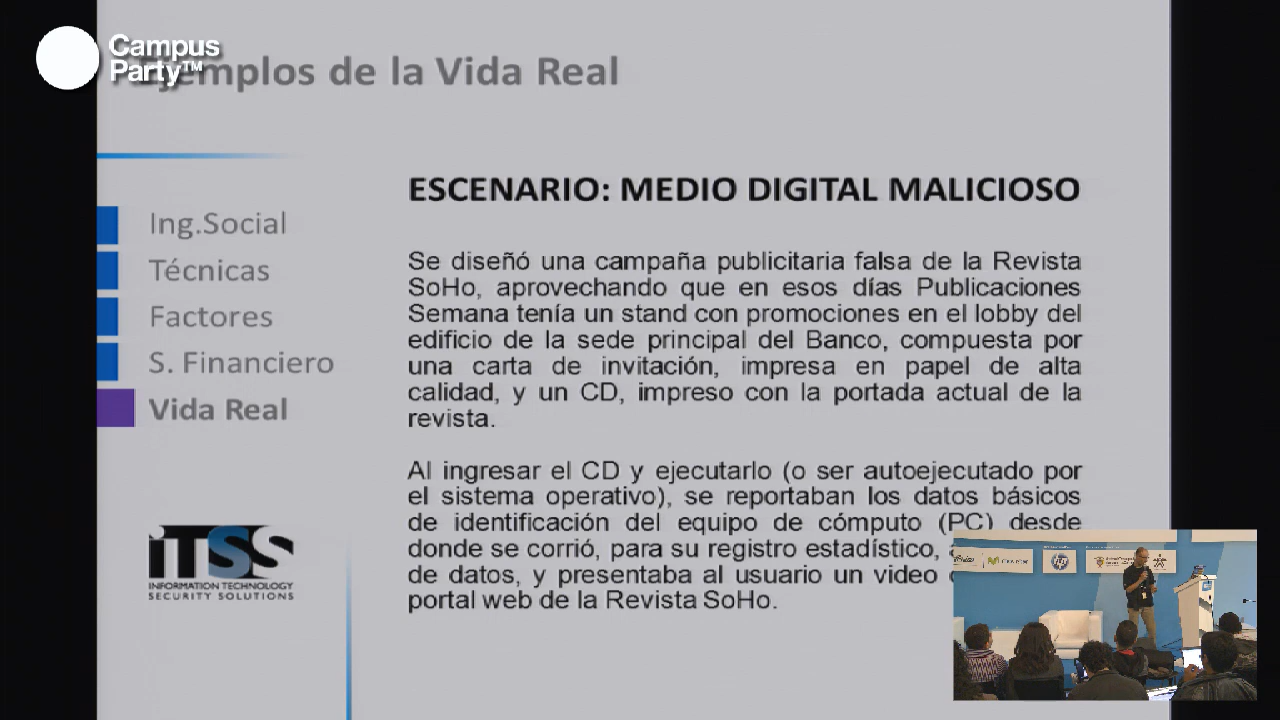 Campus
Party™
Ejemplos de la Vida Real
ESCENARIO: MEDIO DIGITAL MALICIOSO
Ing.Social
Técnicas
Factores
S. Financiero
Vida Real
Se diseñó una campaña publicitaria falsa de la Revista
SoHo, aprovechando que en esos días Publicaciones
Semana tenía un stand con promociones en el lobby del
edificio de la sede principal del Banco, compuesta por
una carta de invitación, impresa en papel de alta
calidad, y un CD, impreso con la portada actual de la
revista.
Al ingresar el CD y ejecutarlo (o ser autoejecutado por
el sistema operativo), se reportaban los datos básicos
de identificación del equipo de cómputo (PC) desde
donde se corrió, para su registro estadístico,
de datos, y presentaba al usuario un video
portal web de la Revista SoHo.
iTSS
INFORMATION TECHNOLOGY
SECURITY SOLUTIONS